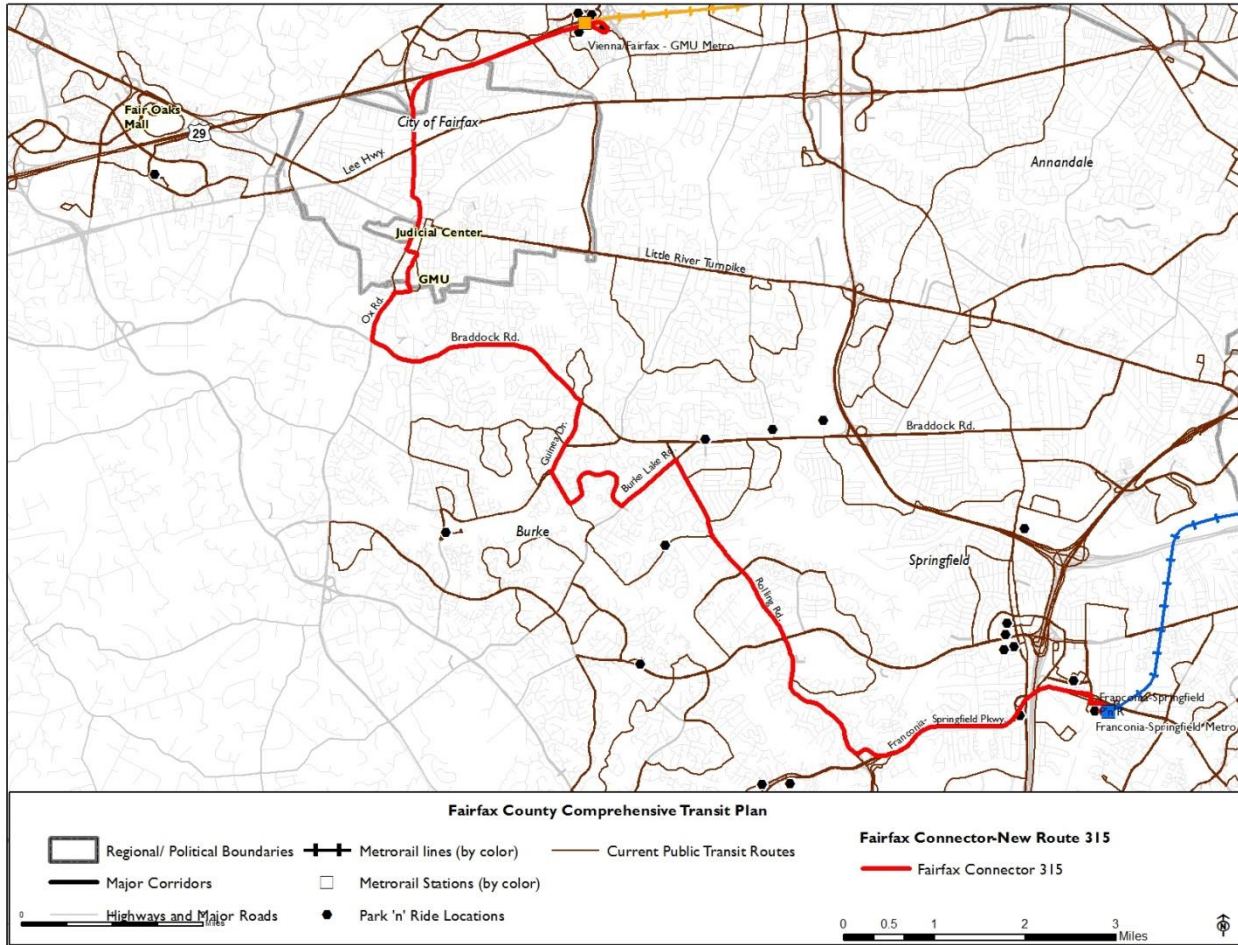 Vienna/Fairfax - GMU Metro
Fair Oaks
Mall
29
City of Fairfax
Lee Hwy.
Annandale
Judicial Center
Little River Turnpike
GMU
Ox Rd.
Braddock Rd.
Braddock Rd.
Guinea Dr.
Burke Lake Rd.
Burke
Springfield
Rolling Rd.
Franconia-Springfield
Franconia- Springfield Pkwy.
Franconia-Springfield Metro
Fairfax County Comprehensive Transit Plan
Regional/ Political Boundaries
Metrorail lines (by color)
Current Public Transit Routes
Fairfax Connector-New Route 315
Major Corridors
Metrorail Stations (by color)
Fairfax Connector 315
Highways and Major Roads
Park 'n' Ride Locations
0
Miles
0 0.5 1 2 3
Miles
N